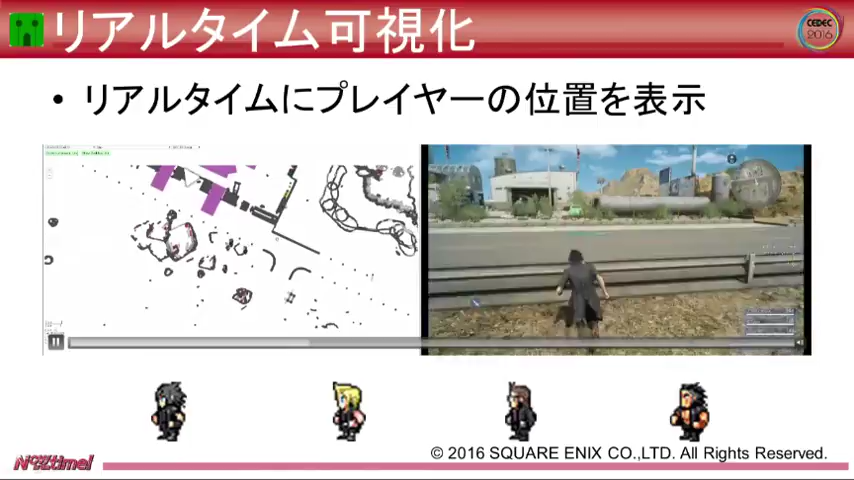 リアルタイム可視化
CEDEC
2016
• リアルタイムにプレイヤーの位置を表示
© 2016 SQUARE ENIX CO.,LTD. All Rights Reserved.